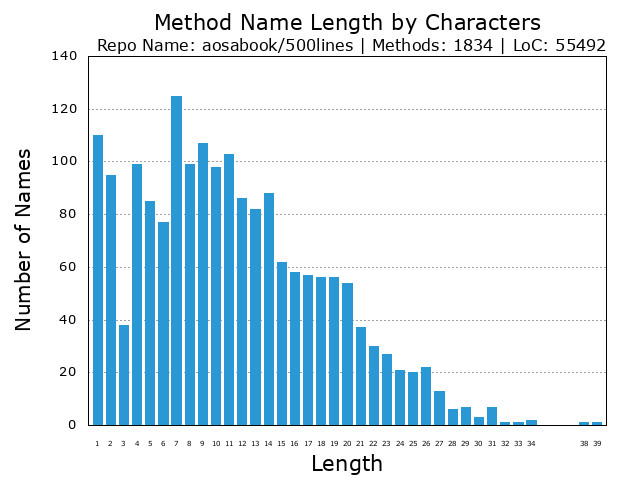 Method Name Length by Characters
Repo Name: aosabook/500lines | Methods: 1834 | LoC: 55492
140
120
100
80
60
40
20
0
Number of Names
1 2 3 4 5 6 7 8 9 10 11 12 13 14 15 16 17 18 19 20 21 22 23 24 25 26 27 28 29 30 31 32 33 34 38 39
Length